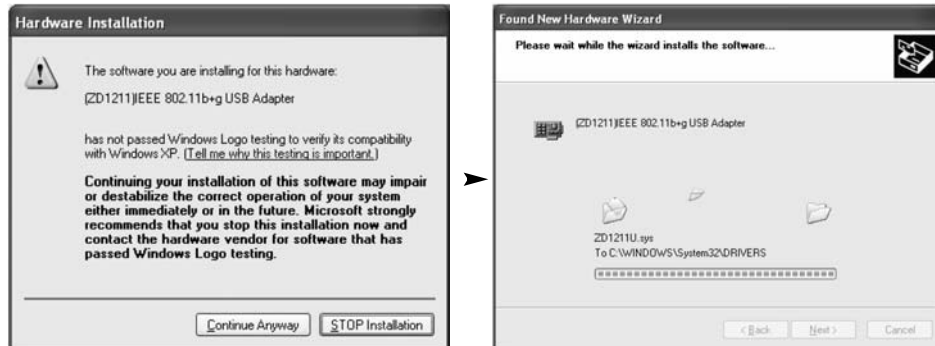 Hardware Installation
The software you are installing for this hardware:
(ZD1211)IEEE 802.11b+g USB Adapter
has not passed Windows Logo testing to verify its compatibility
with Windows XP. (Tell me why this testing is important.)
Continuing your installation of this software may impair
or destabilize the correct operation of your system
either immediately or in the future. Microsoft strongly
recommends that you stop this installation now and
contact the hardware vendor for software that has
passed Windows Logo testing.
Continue Anyway
STOP Installation
Found New Hardware Wizard
Please wait while the wizard installs the software...
(ZD1211)IEEE 802.11b+g USB Adapter
ZD1211U.sys
To C:\WINDOWS\System32\DRIVERS
< Back
Next >
Cancel